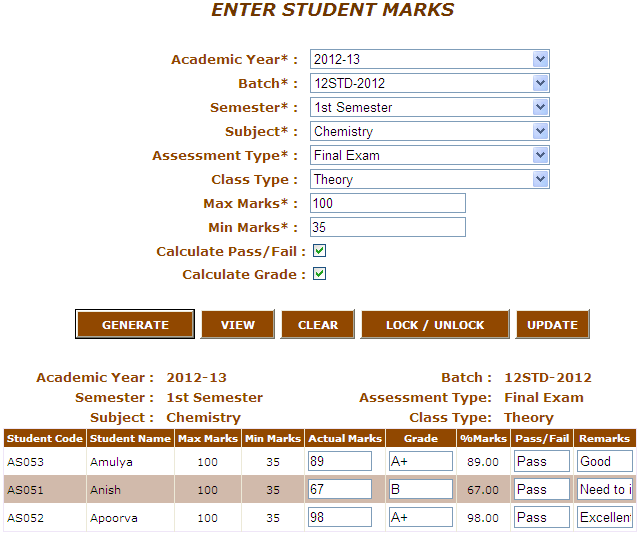 ENTER STUDENT MARKS
Academic Year* : 2012-13
Batch* : 12STD-2012
Semester* : 1st Semester
Subject* : Chemistry
Assessment Type* : Final Exam
Class Type : Theory
Max Marks* : 100
Min Marks* : 35
Calculate Pass/Fail :
Calculate Grade :
GENERATE VIEW CLEAR LOCK / UNLOCK UPDATE
Academic Year : 2012-13 Batch : 12STD-2012
Semester : 1st Semester Assessment Type: Final Exam
Subject : Chemistry Class Type: Theory
Student Code Student Name Max Marks Min Marks Actual Marks Grade %Marks Pass/Fail Remarks
AS053 Amulya 100 35 89 A+ 89.00 Pass Good
AS051 Anish 100 35 67 B 67.00 Pass Need to i
AS052 Apoorva 100 35 98 A+ 98.00 Pass Excellen